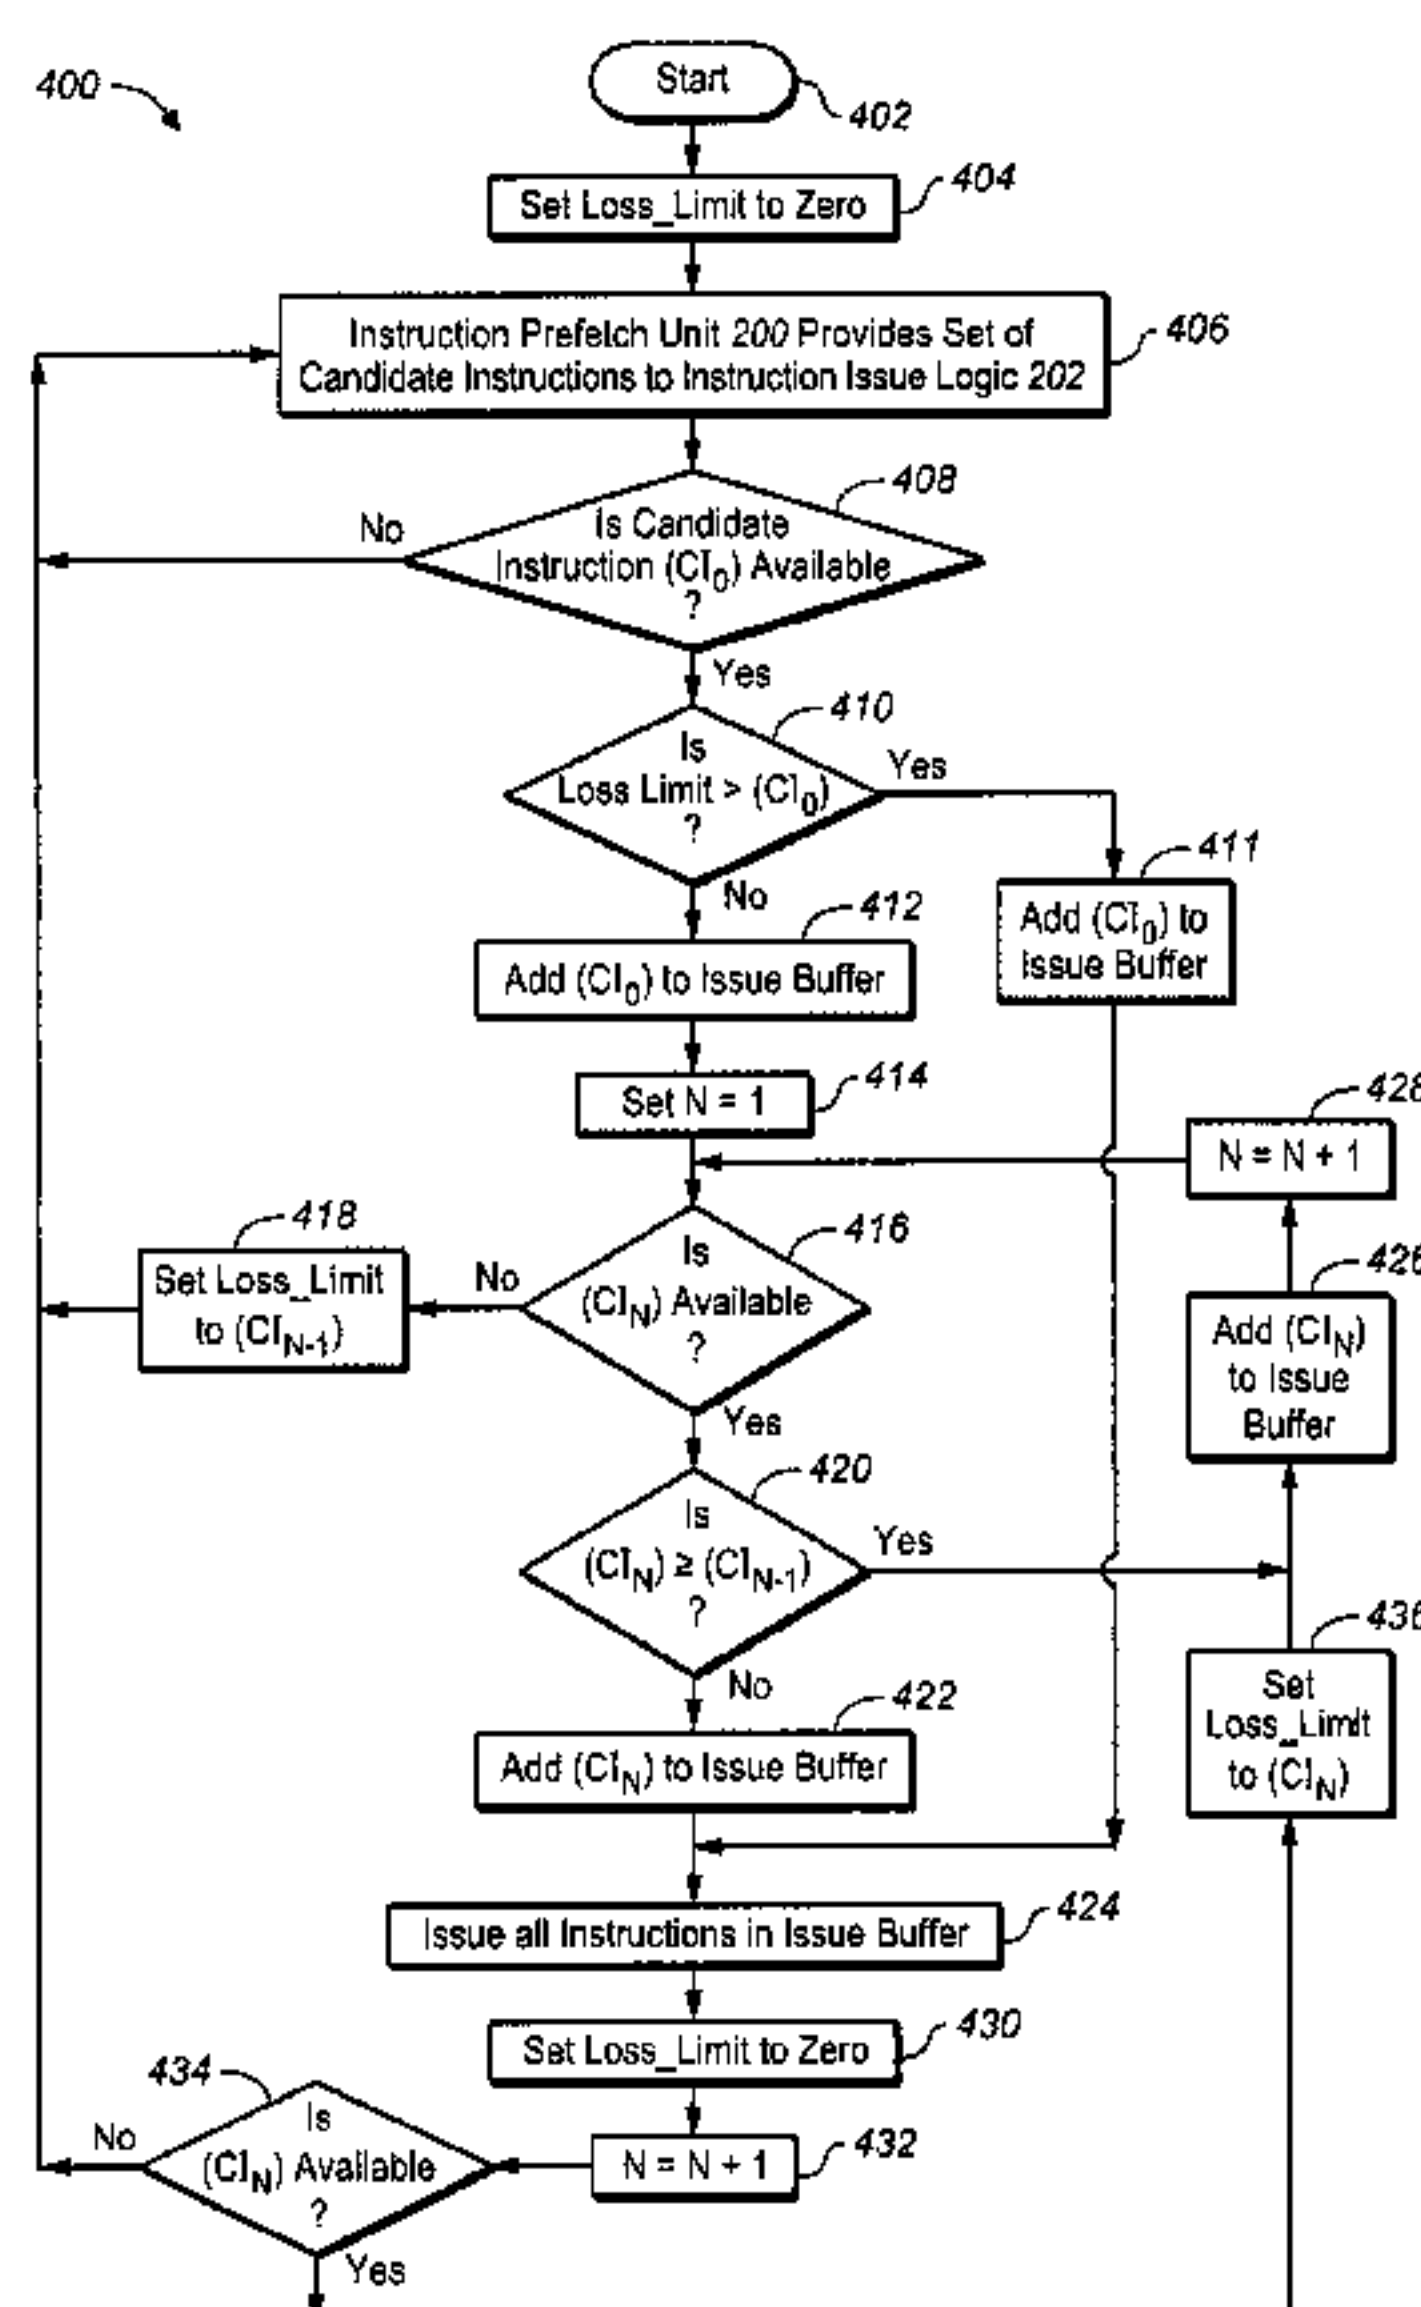 400
Start
402
Set Loss_Limit to Zero
404
Instruction Prefetch Unit 200 Provides Set of
Candidate Instructions to Instruction Issue Logic 202
406
408
Is Candidate
Instruction (CI0) Available
?
No
Yes
410
Is
Loss Limit > (CI0)
?
Yes
No
411
Add (CI0) to
Issue Buffer
412
Add (CI0) to Issue Buffer
414
Set N = 1
428
N = N + 1
416
Is
(CIN) Available
?
No
Yes
418
Set Loss_Limit
to (CIN-1)
426
Add (CIN)
to Issue
Buffer
420
Is
(CIN) ≥ (CIN-1)
?
Yes
No
422
Add (CIN) to Issue Buffer
436
Set
Loss_Limit
to (CIN)
424
Issue all Instructions in Issue Buffer
430
Set Loss_Limit to Zero
432
N = N + 1
434
Is
(CIN) Available
?
No
Yes